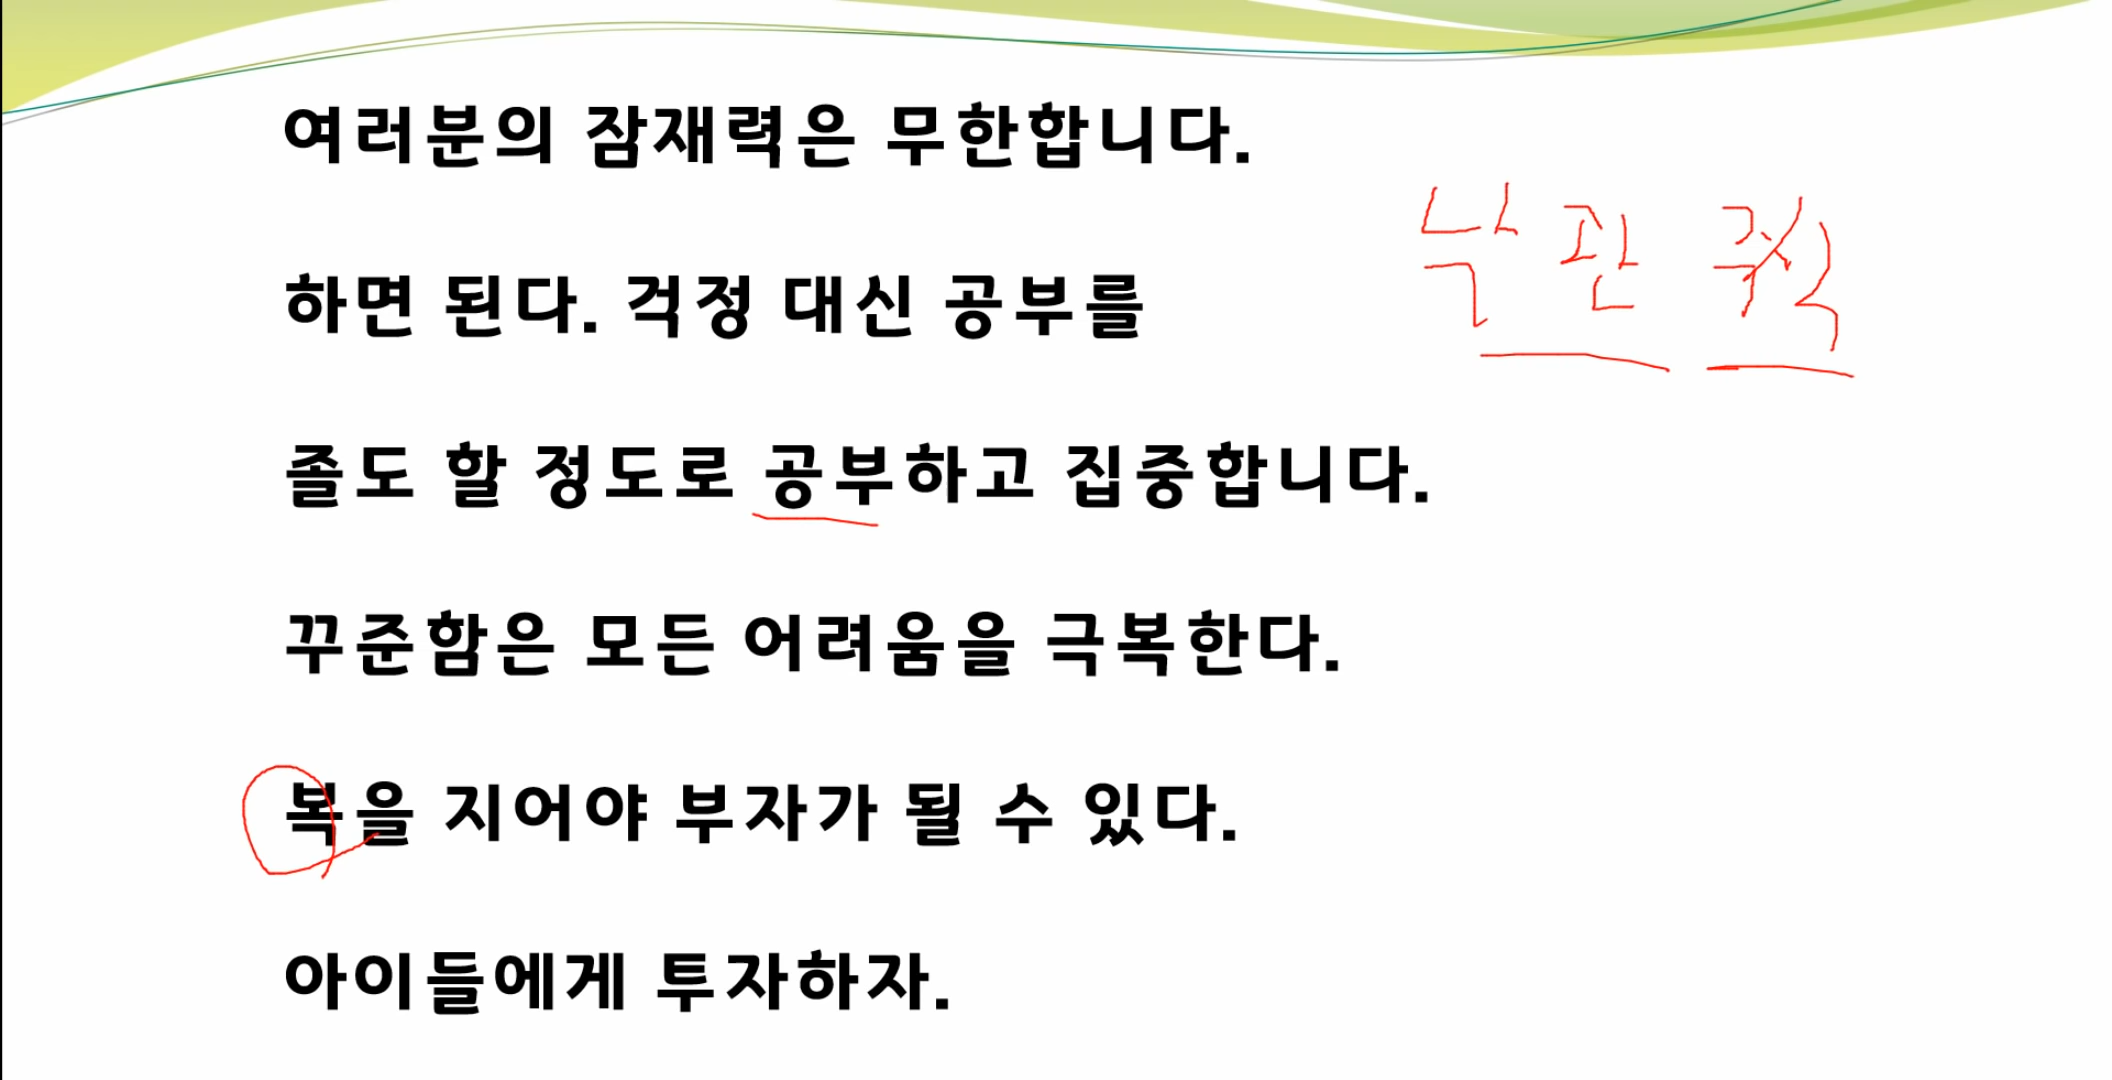 여러분의 잠재력은 무한합니다.
하면 된다. 걱정 대신 공부를
졸도 할 정도로 공부하고 집중합니다.
꾸준함은 모든 어려움을 극복한다.
복을 지어야 부자가 될 수 있다.
아이들에게 투자하자.